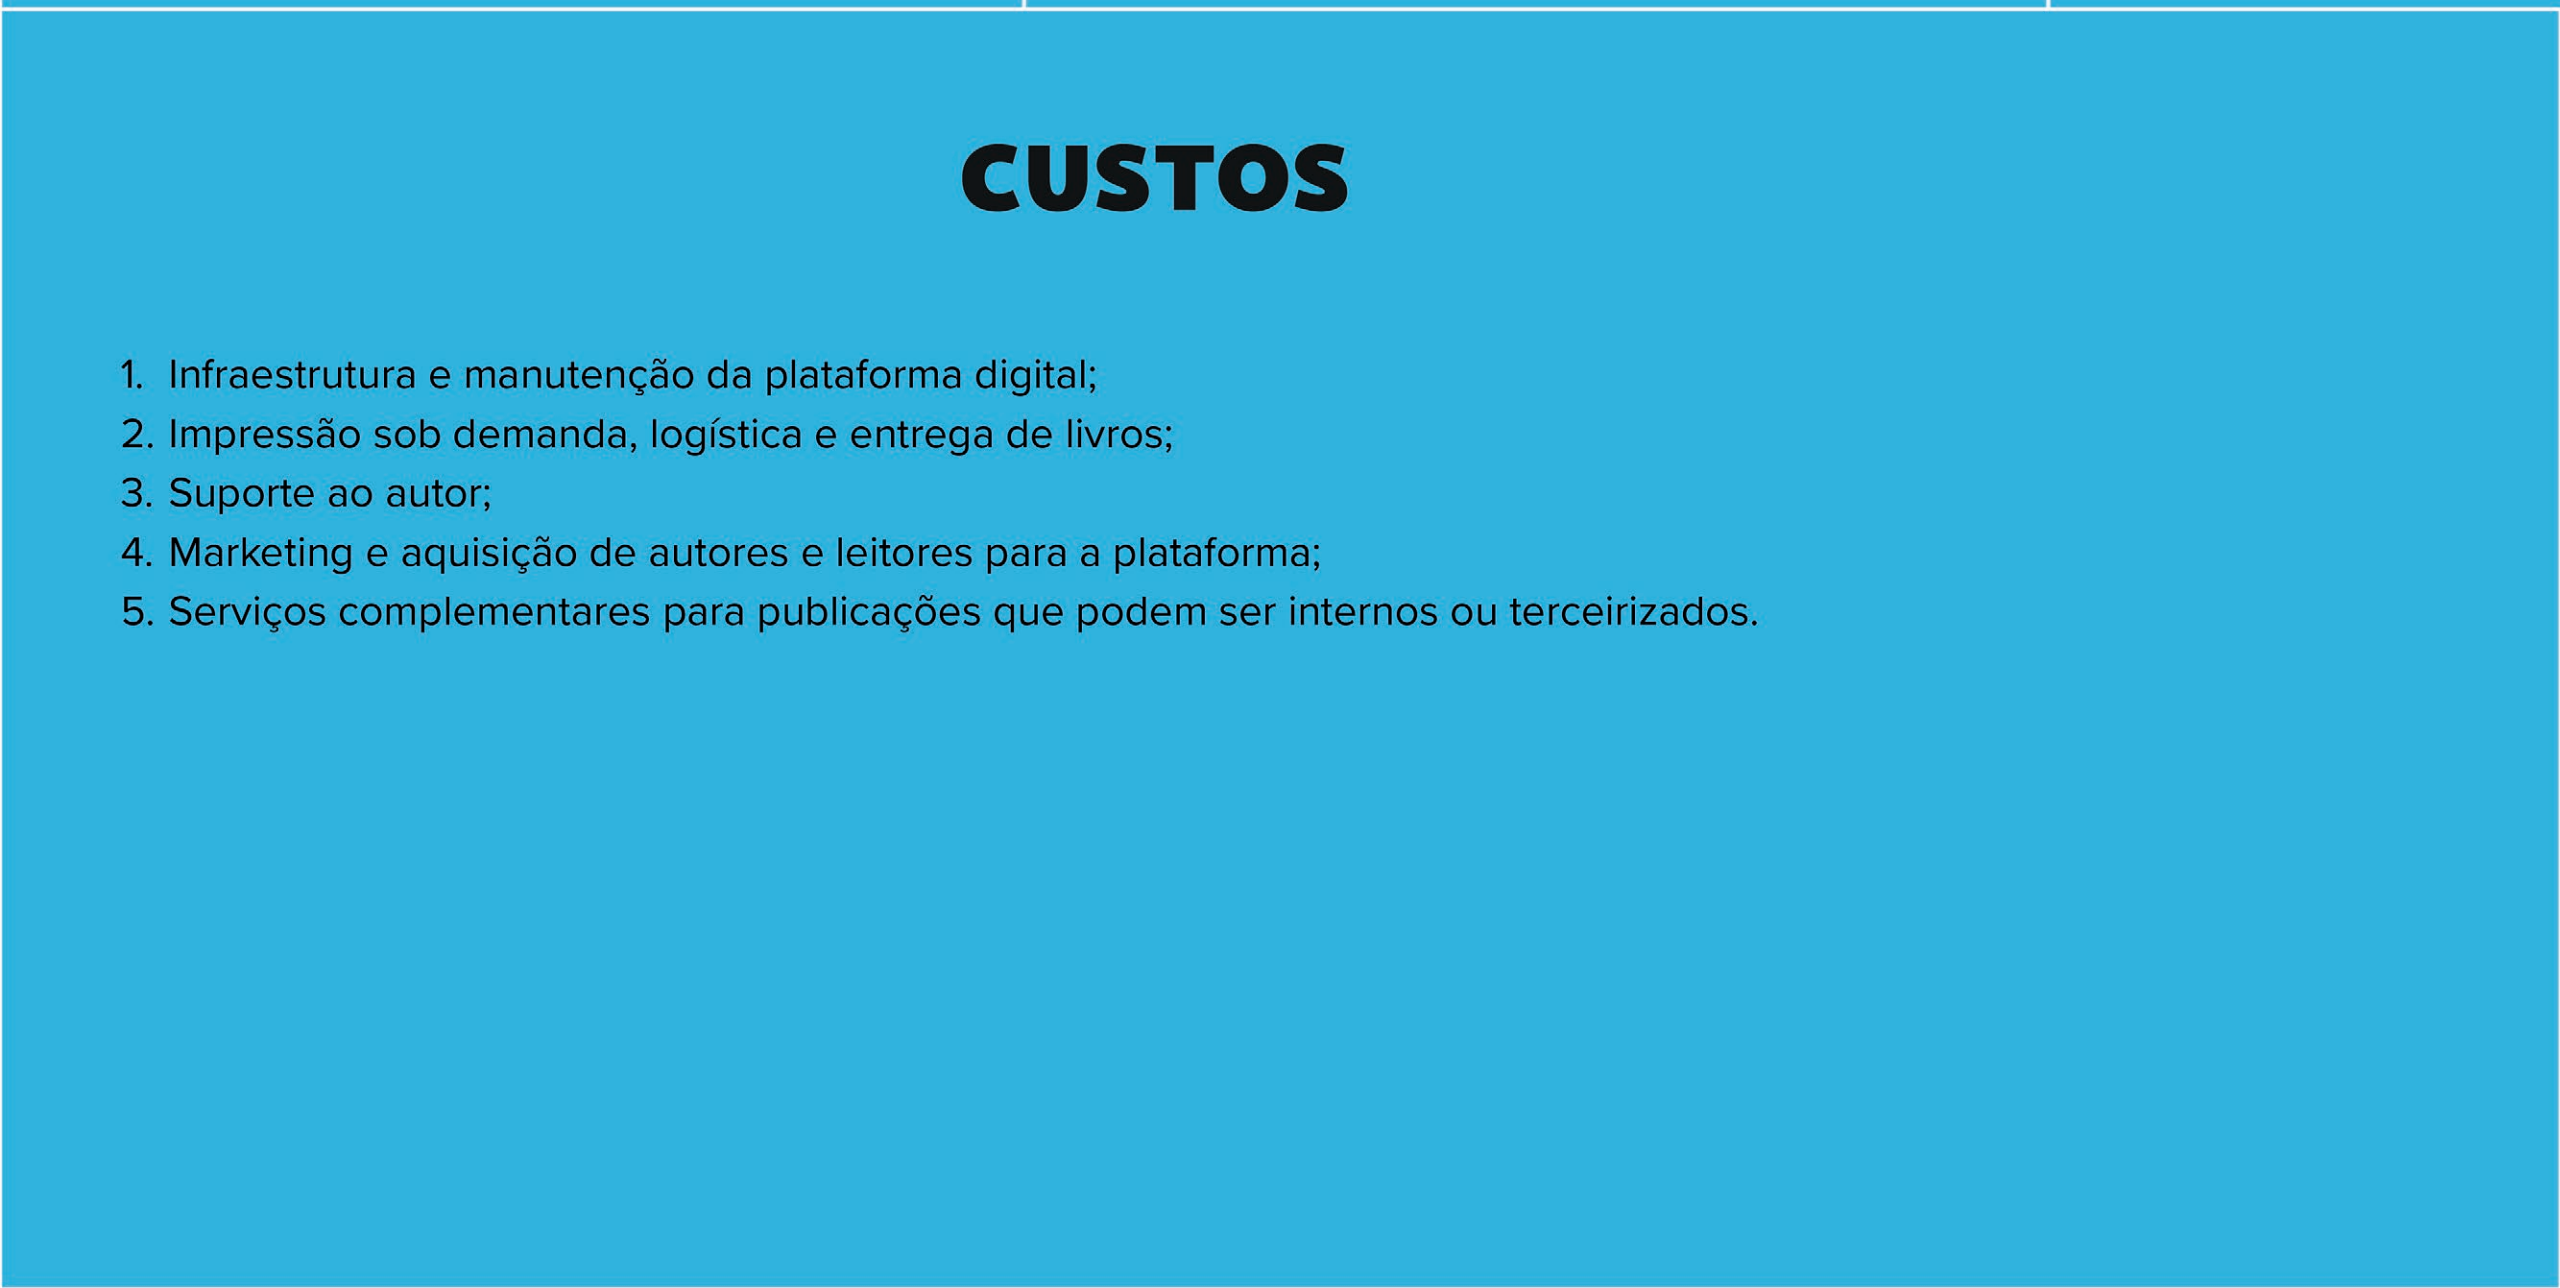 CUSTOS
1. Infraestrutura e manutenção da plataforma digital;
2. Impressão sob demanda, logística e entrega de livros;
3. Suporte ao autor;
4. Marketing e aquisição de autores e leitores para a plataforma;
5. Serviços complementares para publicações que podem ser internos ou terceirizados.